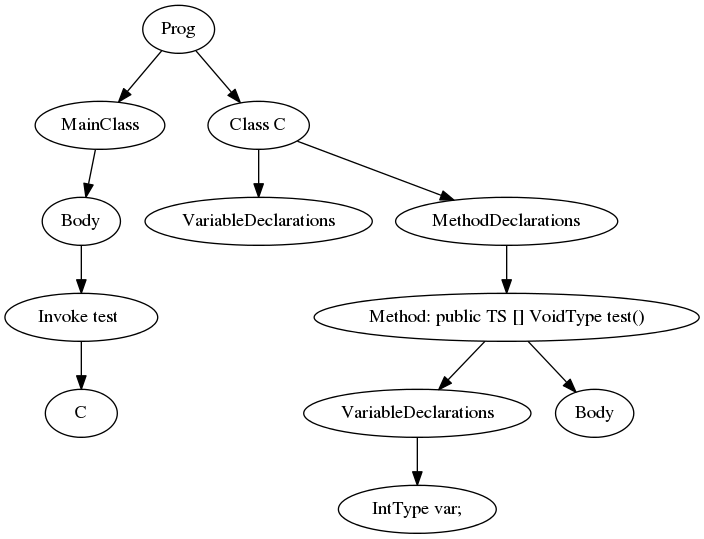 Prog
MainClass
Class C
Body
VariableDeclarations
MethodDeclarations
Invoke test
Method: public TS [] VoidType test()
C
VariableDeclarations
Body
IntType var;